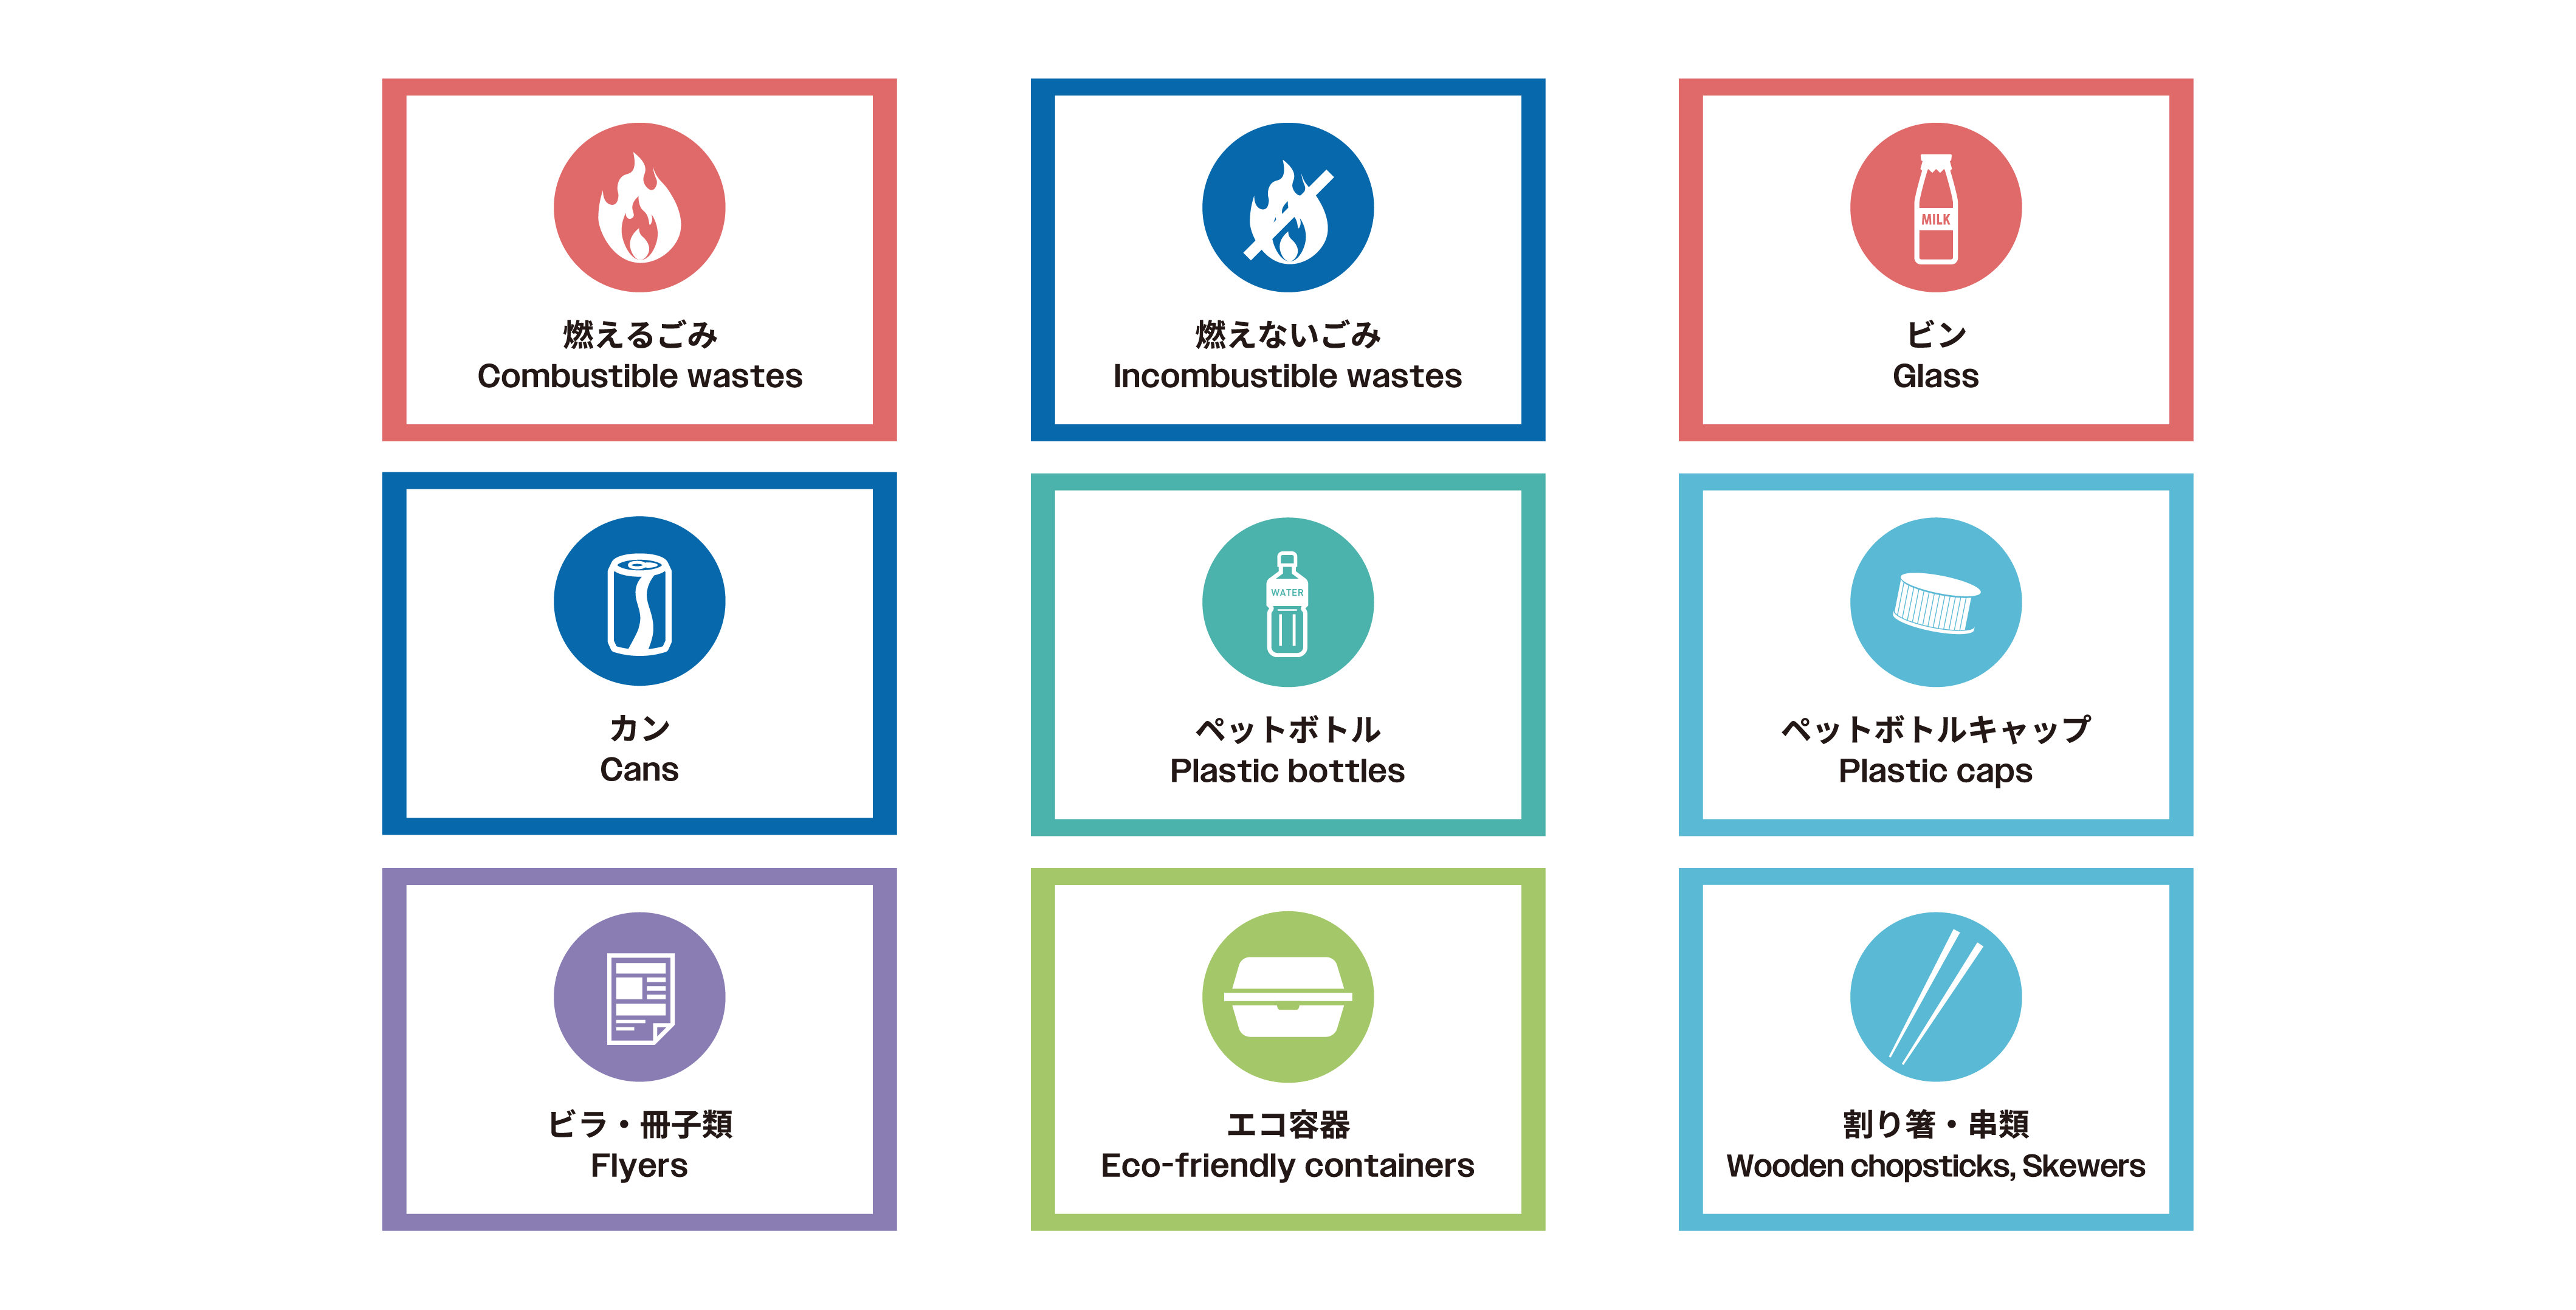 燃えるごみ
Combustible wastes
燃えないごみ
Incombustible wastes
MILK
ビン
Glass
カン
Cans
WATER
ペットボトル
Plastic bottles
ペットボトルキャップ
Plastic caps
ビラ・冊子類
Flyers
エコ容器
Eco-friendly containers
割り箸・串類
Wooden chopsticks, Skewers